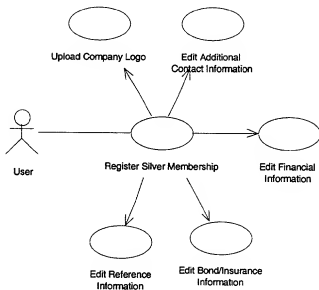 Upload Company Logo
Edit Additional
Contact Information
User
Register Silver Membership
Edit Financial
Information
Edit Reference
Information
Edit Bond/Insurance
Information